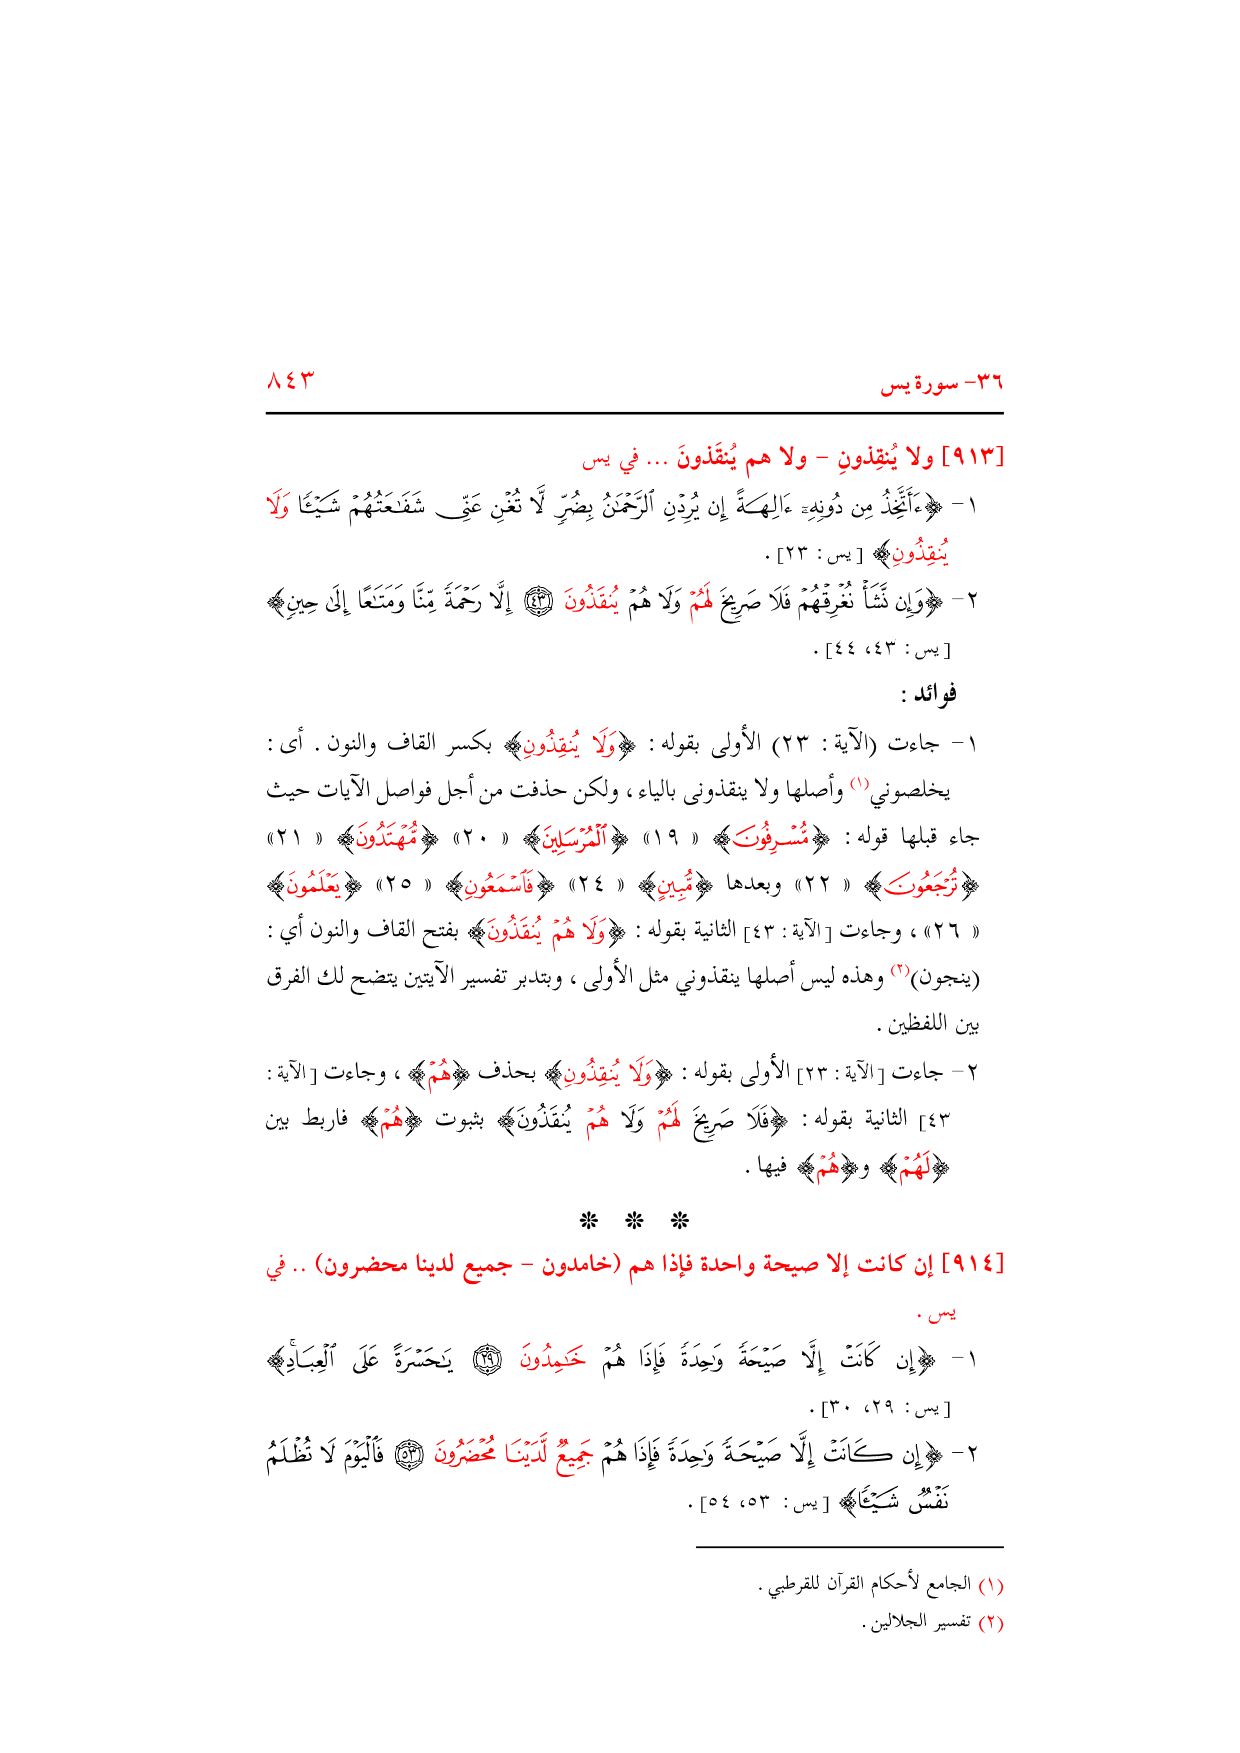 ٣٦- سورة يس
٨٤٣
[٩١٣] ولا يُنقِذونِ – ولا هم يُنقَذونَ ... في يس
١- ﴿ءَأَتَّخِذُ مِن دُونِهِۦٓ ءَالِهَةً إِن يُرِدْنِ ٱلرَّحْمَٰنُ بِضُرٍّ لَّا تُغْنِ عَنِّى شَفَٰعَتُهُمْ شَيْـًٔا وَلَا
يُنقِذُونِ﴾ [يس : ٢٣] .
٢- ﴿وَإِن نَّشَأْ نُغْرِقْهُمْ فَلَا صَرِيخَ لَهُمْ وَلَا هُمْ يُنقَذُونَ ٤٣ إِلَّا رَحْمَةً مِّنَّا وَمَتَٰعًا إِلَىٰ حِينٍ﴾
[يس : ٤٣، ٤٤] .
فوائد :
١- جاءت (الآية : ٢٣) الأولى بقوله : ﴿وَلَا يُنقِذُونِ﴾ بكسر القاف والنون . أى :
يخلصوني(١) وأصلها ولا ينقذونى بالياء ، ولكن حذفت من أجل فواصل الآيات حيث
جاء قبلها قوله : ﴿مُّسْرِفُونَ﴾ « ١٩» ﴿ٱلْمُرْسَلِينَ﴾ « ٢٠» ﴿مُّهْتَدُونَ﴾ « ٢١»
﴿تُرْجَعُونَ﴾ « ٢٢» وبعدها ﴿مُّبِينٍ﴾ « ٢٤» ﴿فَٱسْمَعُونِ﴾ « ٢٥» ﴿يَعْلَمُونَ﴾
« ٢٦» ، وجاءت [الآية : ٤٣] الثانية بقوله : ﴿وَلَا هُمْ يُنقَذُونَ﴾ بفتح القاف والنون أي :
(ينجون)(٢) وهذه ليس أصلها ينقذوني مثل الأولى ، وبتدبر تفسير الآيتين يتضح لك الفرق
بين اللفظين .
٢- جاءت [الآية : ٢٣] الأولى بقوله : ﴿وَلَا يُنقِذُونِ﴾ بحذف ﴿هُمْ﴾ ، وجاءت [الآية :
٤٣] الثانية بقوله : ﴿فَلَا صَرِيخَ لَهُمْ وَلَا هُمْ يُنقَذُونَ﴾ بثبوت ﴿هُمْ﴾ فاربط بين
﴿لَهُمْ﴾ و﴿هُمْ﴾ فيها .
❊ ❊ ❊
[٩١٤] إن كانت إلا صيحة واحدة فإذا هم (خامدون – جميع لدينا محضرون) .. في
يس .
١- ﴿إِن كَانَتْ إِلَّا صَيْحَةً وَٰحِدَةً فَإِذَا هُمْ خَٰمِدُونَ ٢٩ يَٰحَسْرَةً عَلَى ٱلْعِبَادِۚ﴾
[يس : ٢٩، ٣٠] .
٢- ﴿إِن كَانَتْ إِلَّا صَيْحَةً وَٰحِدَةً فَإِذَا هُمْ جَمِيعٌ لَّدَيْنَا مُحْضَرُونَ ٥٣ فَٱلْيَوْمَ لَا تُظْلَمُ
نَفْسٌ شَيْـًٔا﴾ [يس : ٥٣، ٥٤] .
(١) الجامع لأحكام القرآن للقرطبي .
(٢) تفسير الجلالين .